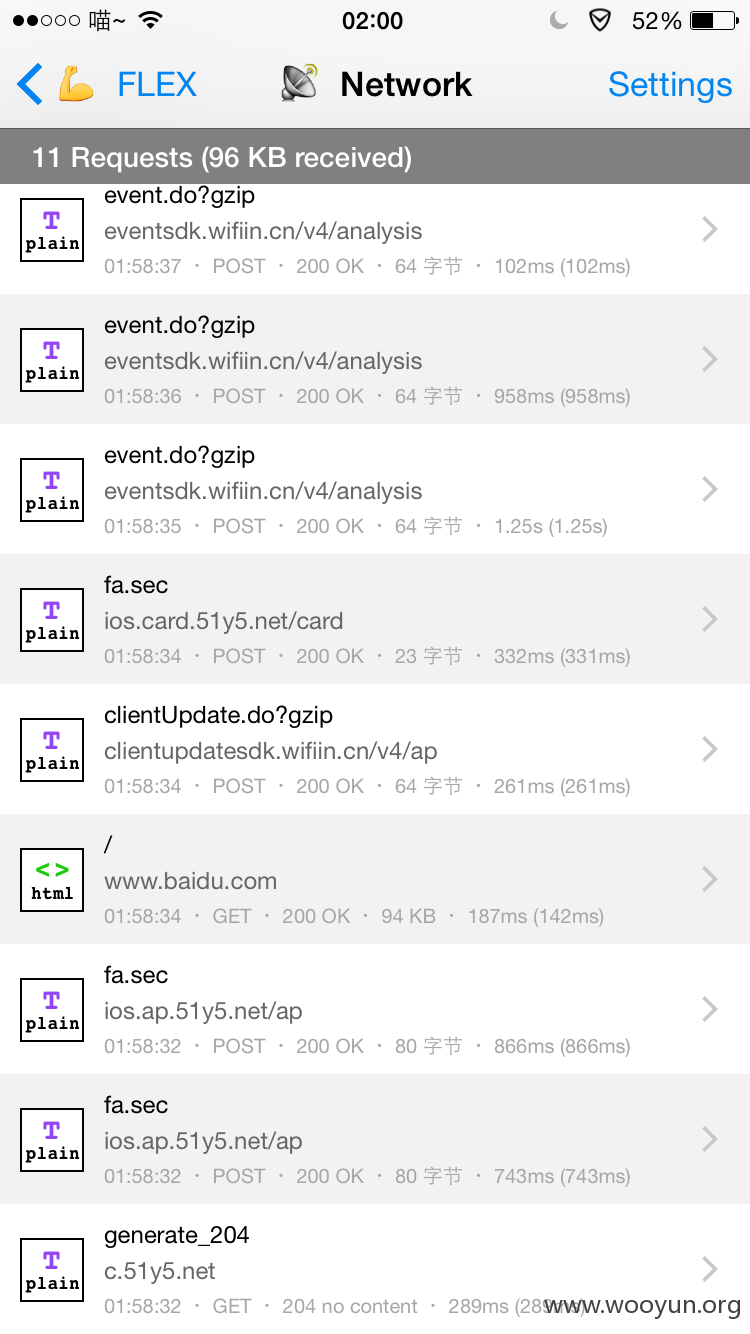 喵~ 02:00 52%
FLEX Network Settings
11 Requests (96 KB received)
event.do?gzip
T plain
eventsdk.wifiin.cn/v4/analysis
01:58:37 · POST · 200 OK · 64 字节 · 102ms (102ms)
event.do?gzip
T plain
eventsdk.wifiin.cn/v4/analysis
01:58:36 · POST · 200 OK · 64 字节 · 958ms (958ms)
event.do?gzip
T plain
eventsdk.wifiin.cn/v4/analysis
01:58:35 · POST · 200 OK · 64 字节 · 1.25s (1.25s)
fa.sec
T plain
ios.card.51y5.net/card
01:58:34 · POST · 200 OK · 23 字节 · 332ms (331ms)
clientUpdate.do?gzip
T plain
clientupdatesdk.wifiin.cn/v4/ap
01:58:34 · POST · 200 OK · 64 字节 · 261ms (261ms)
/
<> html
www.baidu.com
01:58:34 · GET · 200 OK · 94 KB · 187ms (142ms)
fa.sec
T plain
ios.ap.51y5.net/ap
01:58:32 · POST · 200 OK · 80 字节 · 866ms (866ms)
fa.sec
T plain
ios.ap.51y5.net/ap
01:58:32 · POST · 200 OK · 80 字节 · 743ms (743ms)
generate_204
T plain
c.51y5.net
01:58:32 · GET · 204 no content · 289ms (289ms)
www.wooyun.org